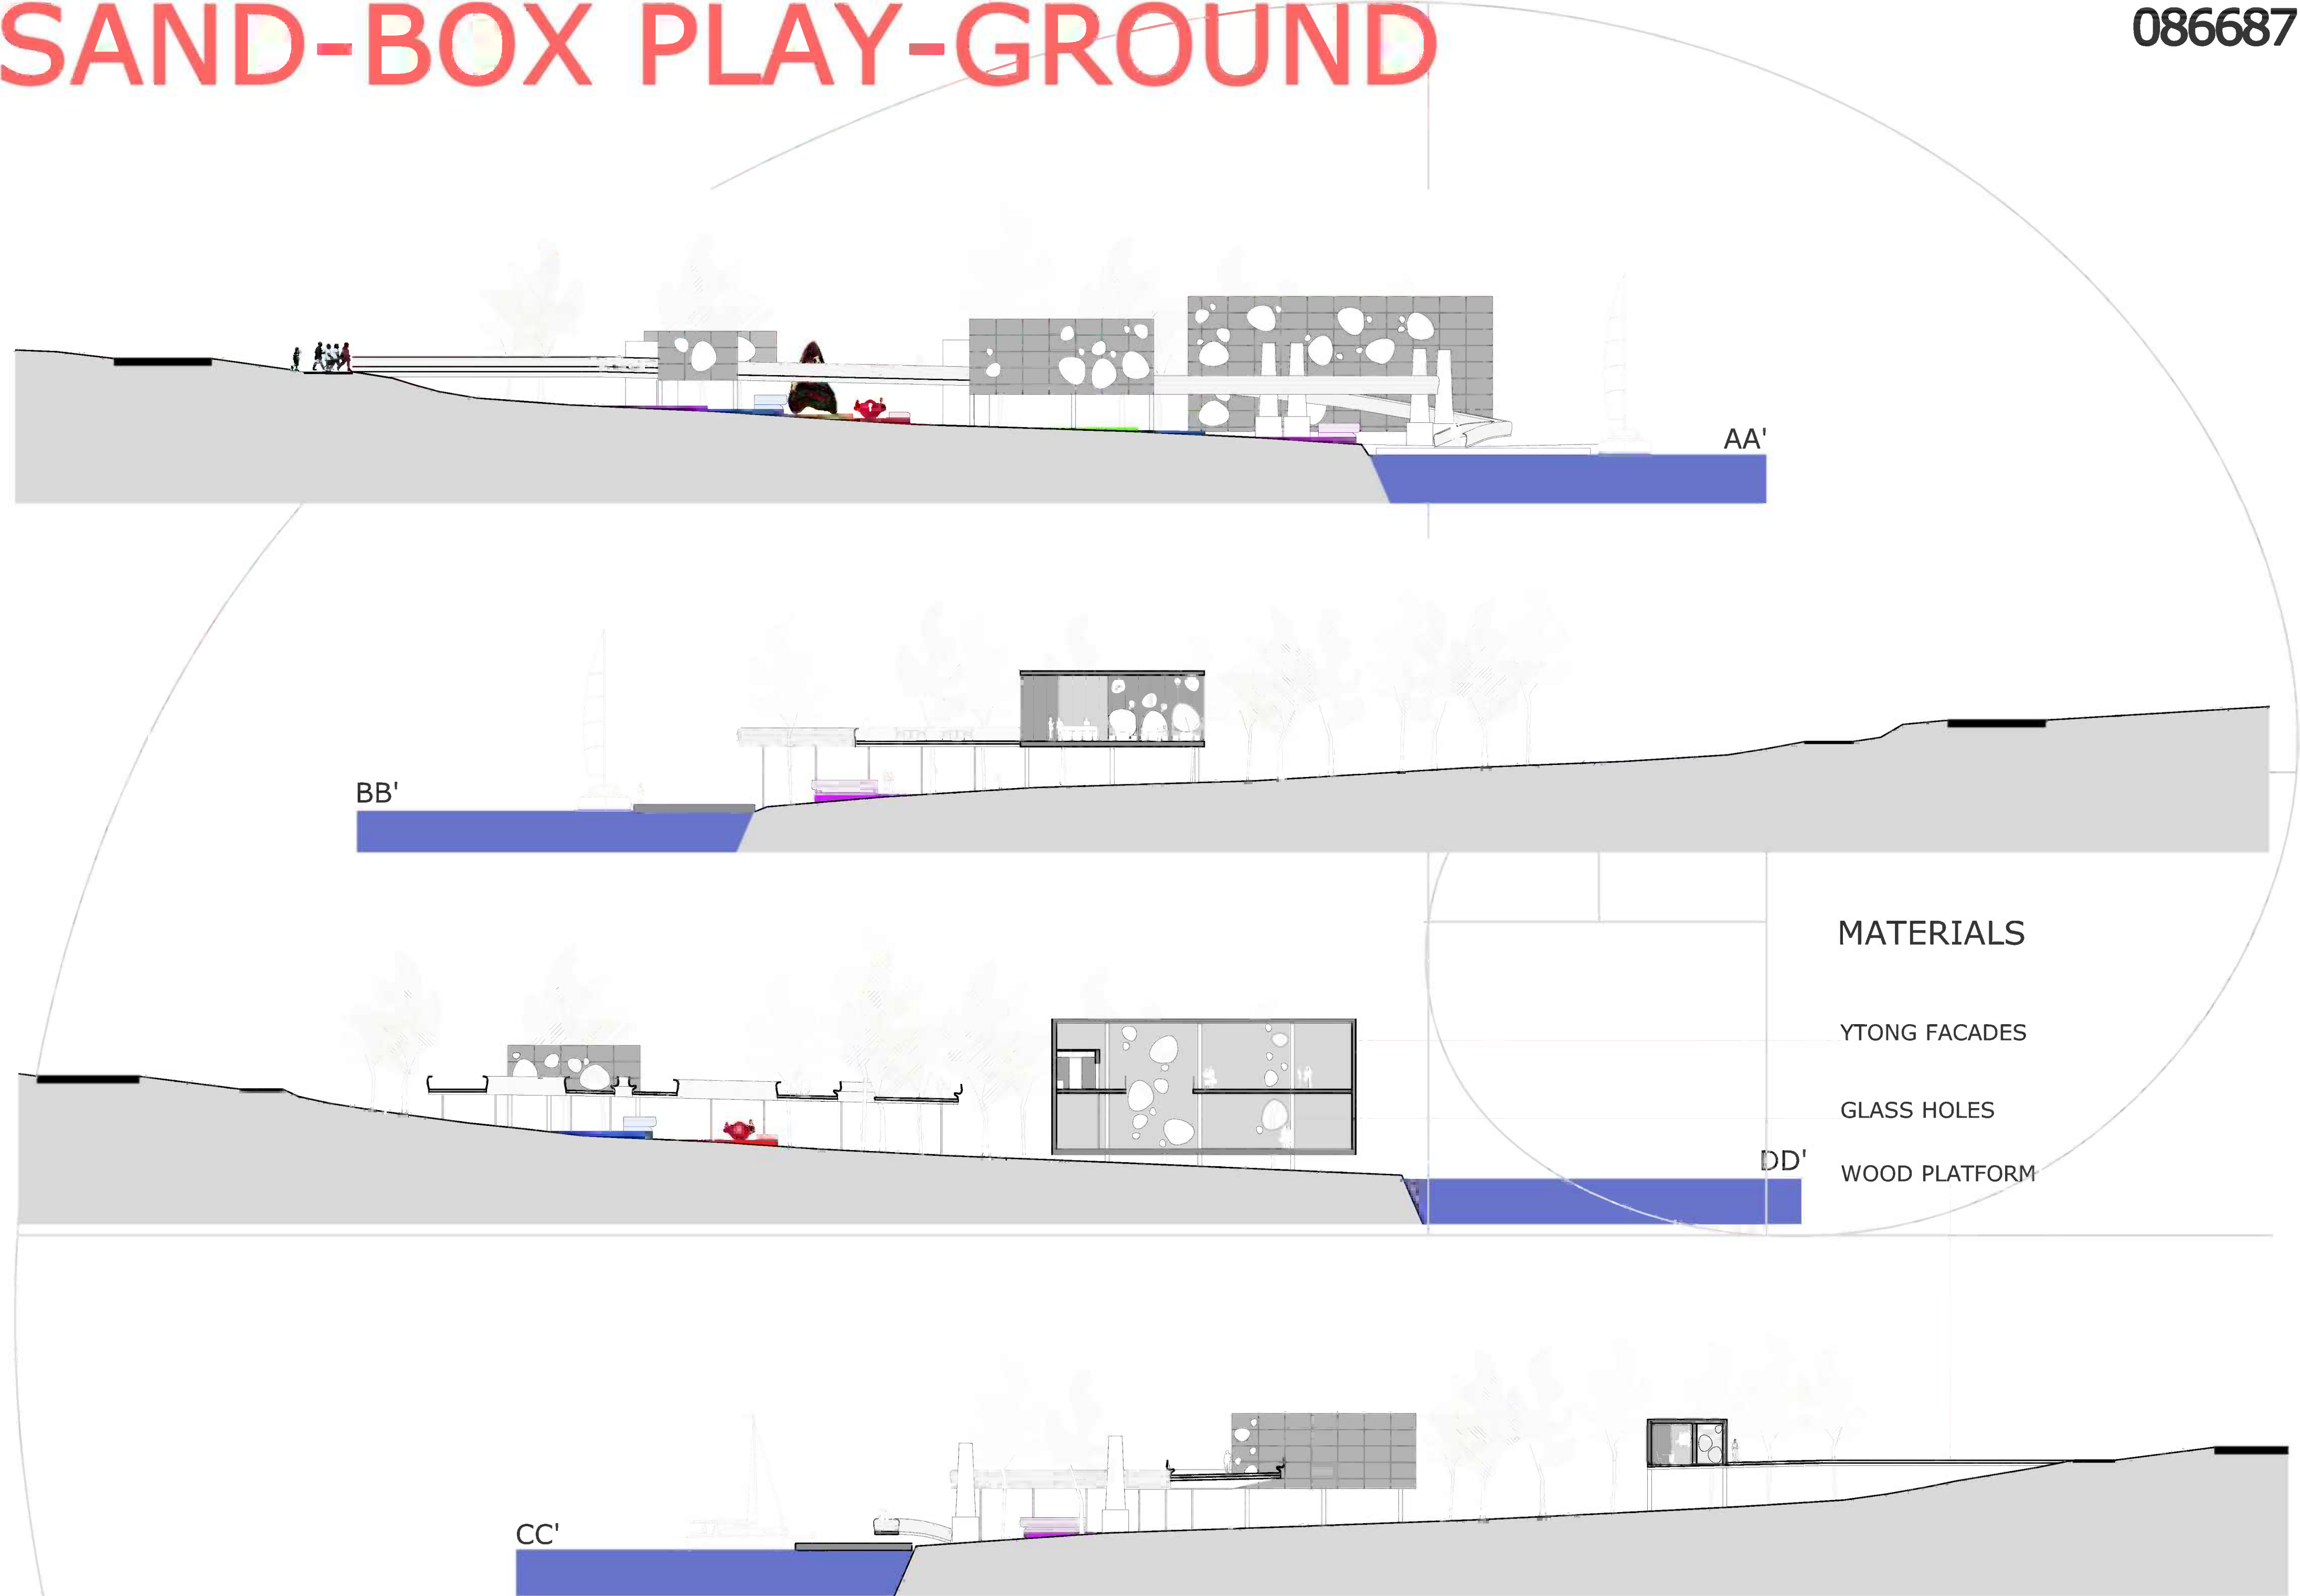 SAND-BOX PLAY-GROUND
086687
AA'
BB'
MATERIALS
YTONG FACADES
GLASS HOLES
DD'
WOOD PLATFORM
CC'